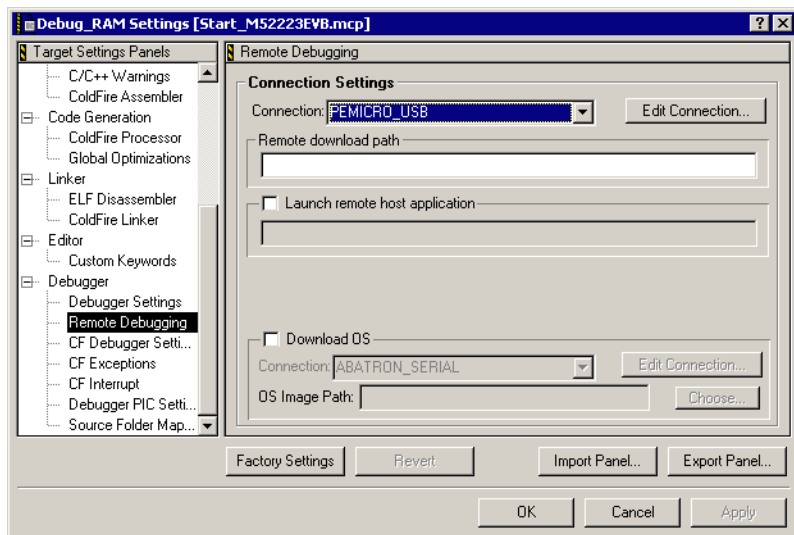 Debug_RAM Settings [Start_M52223EVB.mcp]
Target Settings Panels
C/C++ Warnings
ColdFire Assembler
Code Generation
ColdFire Processor
Global Optimizations
Linker
ELF Disassembler
ColdFire Linker
Editor
Custom Keywords
Debugger
Debugger Settings
Remote Debugging
CF Debugger Setti...
CF Exceptions
CF Interrupt
Debugger PIC Setti...
Source Folder Map...
Remote Debugging
Connection Settings
Connection: PEMICRO_USB Edit Connection...
Remote download path
Launch remote host application
Download OS
Connection: ABATRON_SERIAL Edit Connection...
OS Image Path: Choose...
Factory Settings Revert Import Panel... Export Panel...
OK Cancel Apply